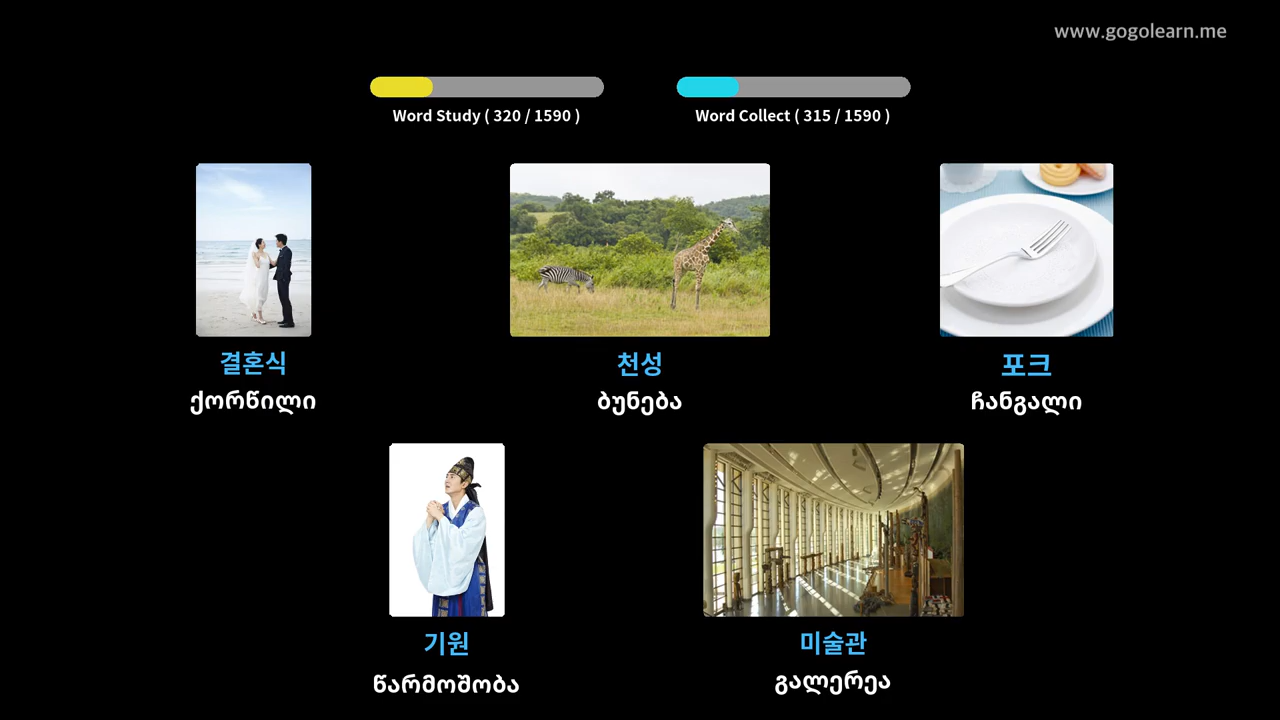 www.gogolearn.me
Word Study ( 320 / 1590 )
Word Collect ( 315 / 1590 )
결혼식
ქორწილი
천성
ბუნება
포크
ჩანგალი
기원
წარმოშობა
미술관
გალერეა